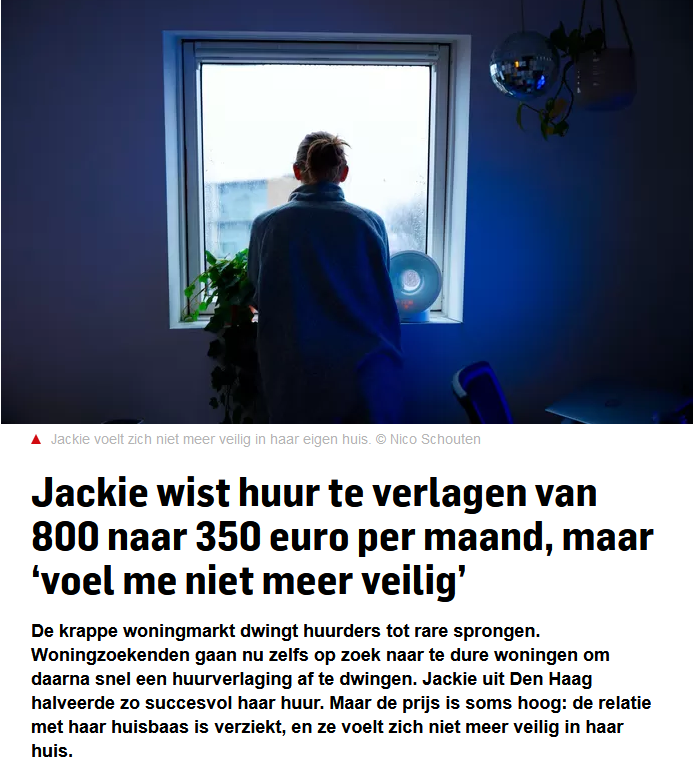 Jackie voelt zich niet meer veilig in haar eigen huis. © Nico Schouten
Jackie wist huur te verlagen van
800 naar 350 euro per maand, maar
‘voel me niet meer veilig’
De krappe woningmarkt dwingt huurders tot rare sprongen.
Woningzoekenden gaan nu zelfs op zoek naar te dure woningen om
daarna snel een huurverlaging af te dwingen. Jackie uit Den Haag
halveerde zo succesvol haar huur. Maar de prijs is soms hoog: de relatie
met haar huisbaas is verziekt, en ze voelt zich niet meer veilig in haar
huis.